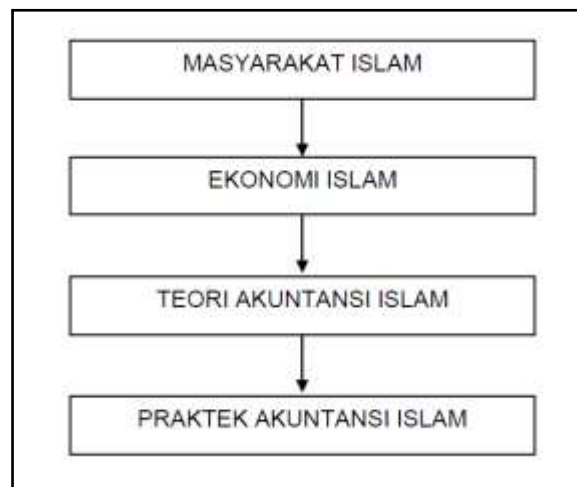 MASYARAKAT ISLAM
EKONOMI ISLAM
TEORI AKUNTANSI ISLAM
PRAKTEK AKUNTANSI ISLAM